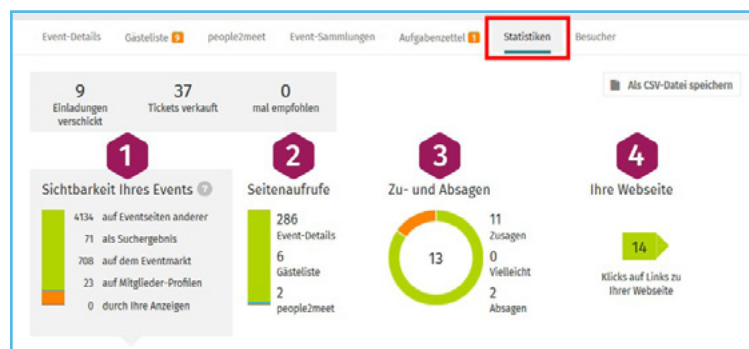 Event-Details Gästeliste 9 people2meet Event-Sammlungen Aufgabenzettel 1 Statistiken Besucher
9 37 0
Einladungen verschickt Tickets verkauft mal empfohlen
Als CSV-Datei speichern
1
Sichtbarkeit Ihres Events ?
4134 auf Eventseiten anderer
71 als Suchergebnis
708 auf dem Eventmarkt
23 auf Mitglieder-Profilen
0 durch Ihre Anzeigen
2
Seitenaufrufe
286
Event-Details
6
Gästeliste
2
people2meet
3
Zu- und Absagen
13
11
Zusagen
0
Vielleicht
2
Absagen
4
Ihre Webseite
14
Klicks auf Links zu
Ihrer Webseite